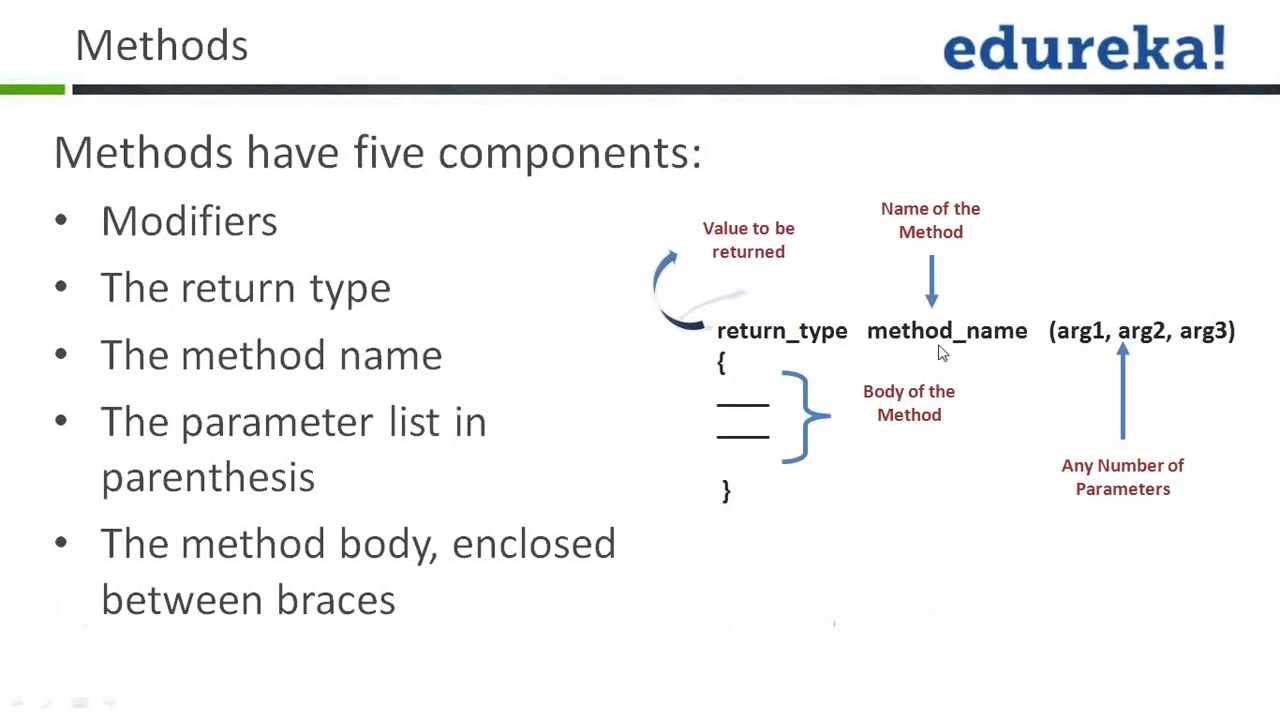 Methods
edureka!
Methods have five components:
• Modifiers
• The return type
• The method name
• The parameter list in
parenthesis
• The method body, enclosed
between braces
Value to be
returned
Name of the
Method
return_type method_name (arg1, arg2, arg3)
{
Body of the
Method
}
Any Number of
Parameters